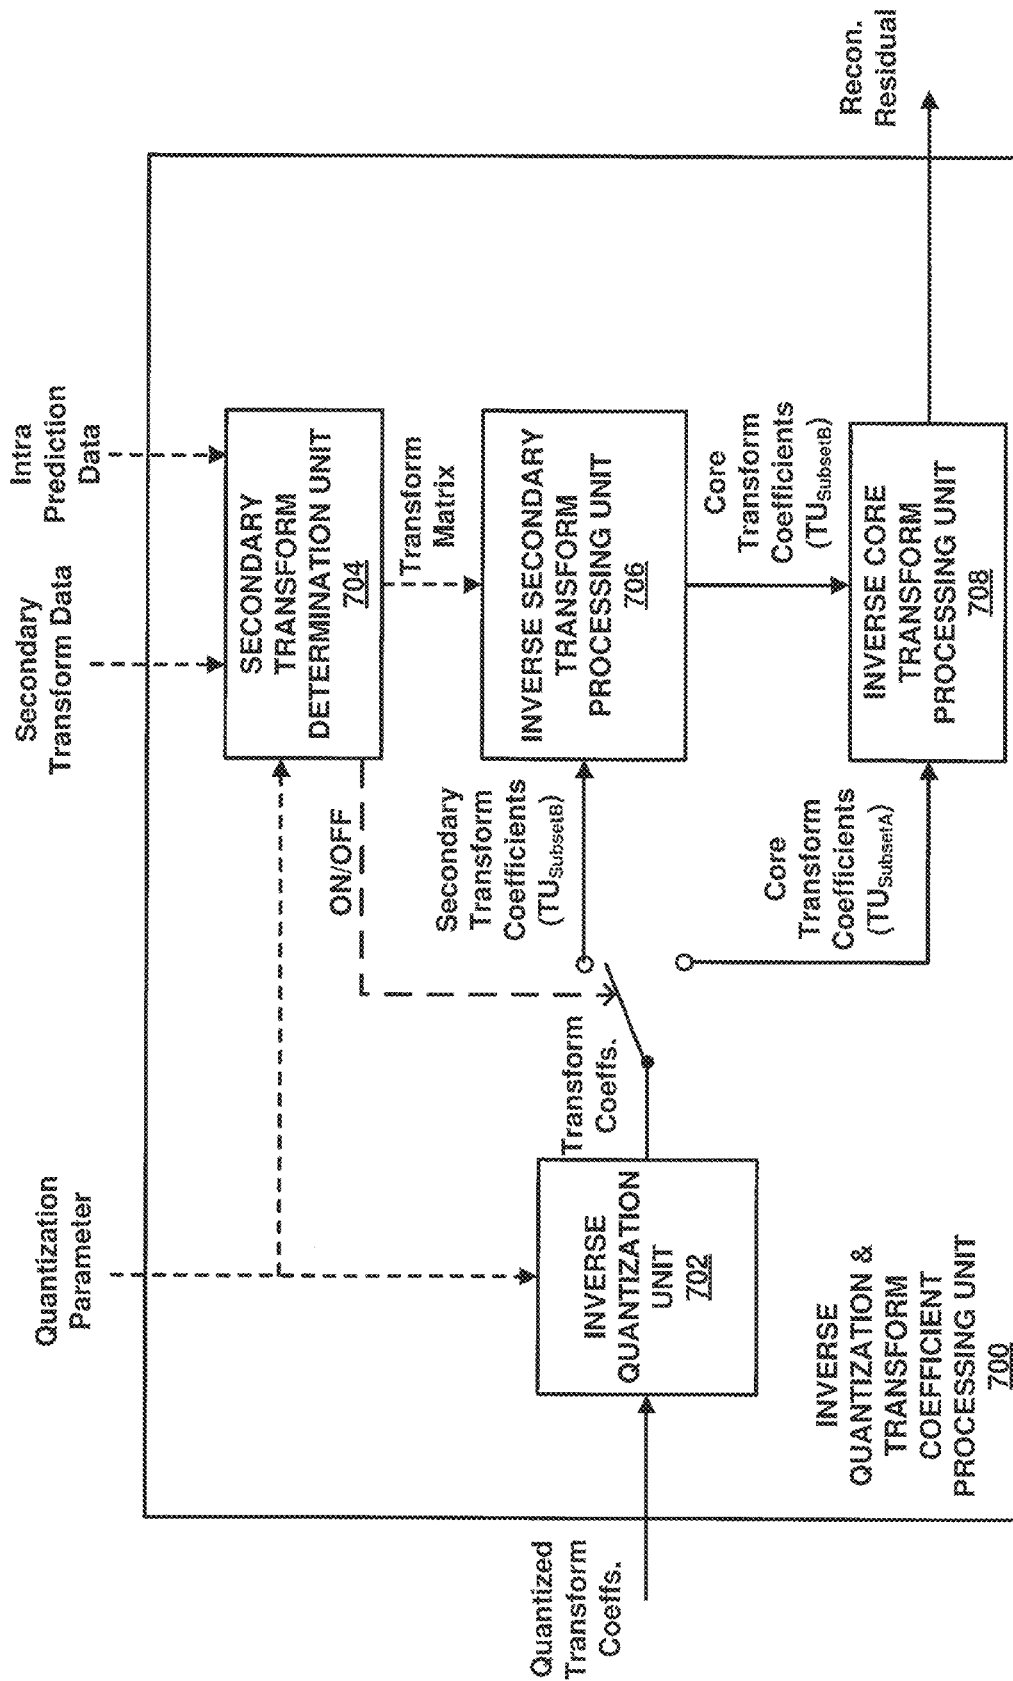 Quantization
Parameter
Secondary
Transform Data
Intra
Prediction
Data
SECONDARY
TRANSFORM
DETERMINATION UNIT
704
ON/OFF
Transform
Matrix
Quantized
Transform
Coeffs.
INVERSE
QUANTIZATION
UNIT
702
Transform
Coeffs.
Secondary
Transform
Coefficients
(TUSubsetB)
INVERSE SECONDARY
TRANSFORM
PROCESSING UNIT
706
Core
Transform
Coefficients
(TUSubsetB)
Core
Transform
Coefficients
(TUSubsetA)
INVERSE CORE
TRANSFORM
PROCESSING UNIT
708
Recon.
Residual
INVERSE
QUANTIZATION &
TRANSFORM
COEFFICIENT
PROCESSING UNIT
700